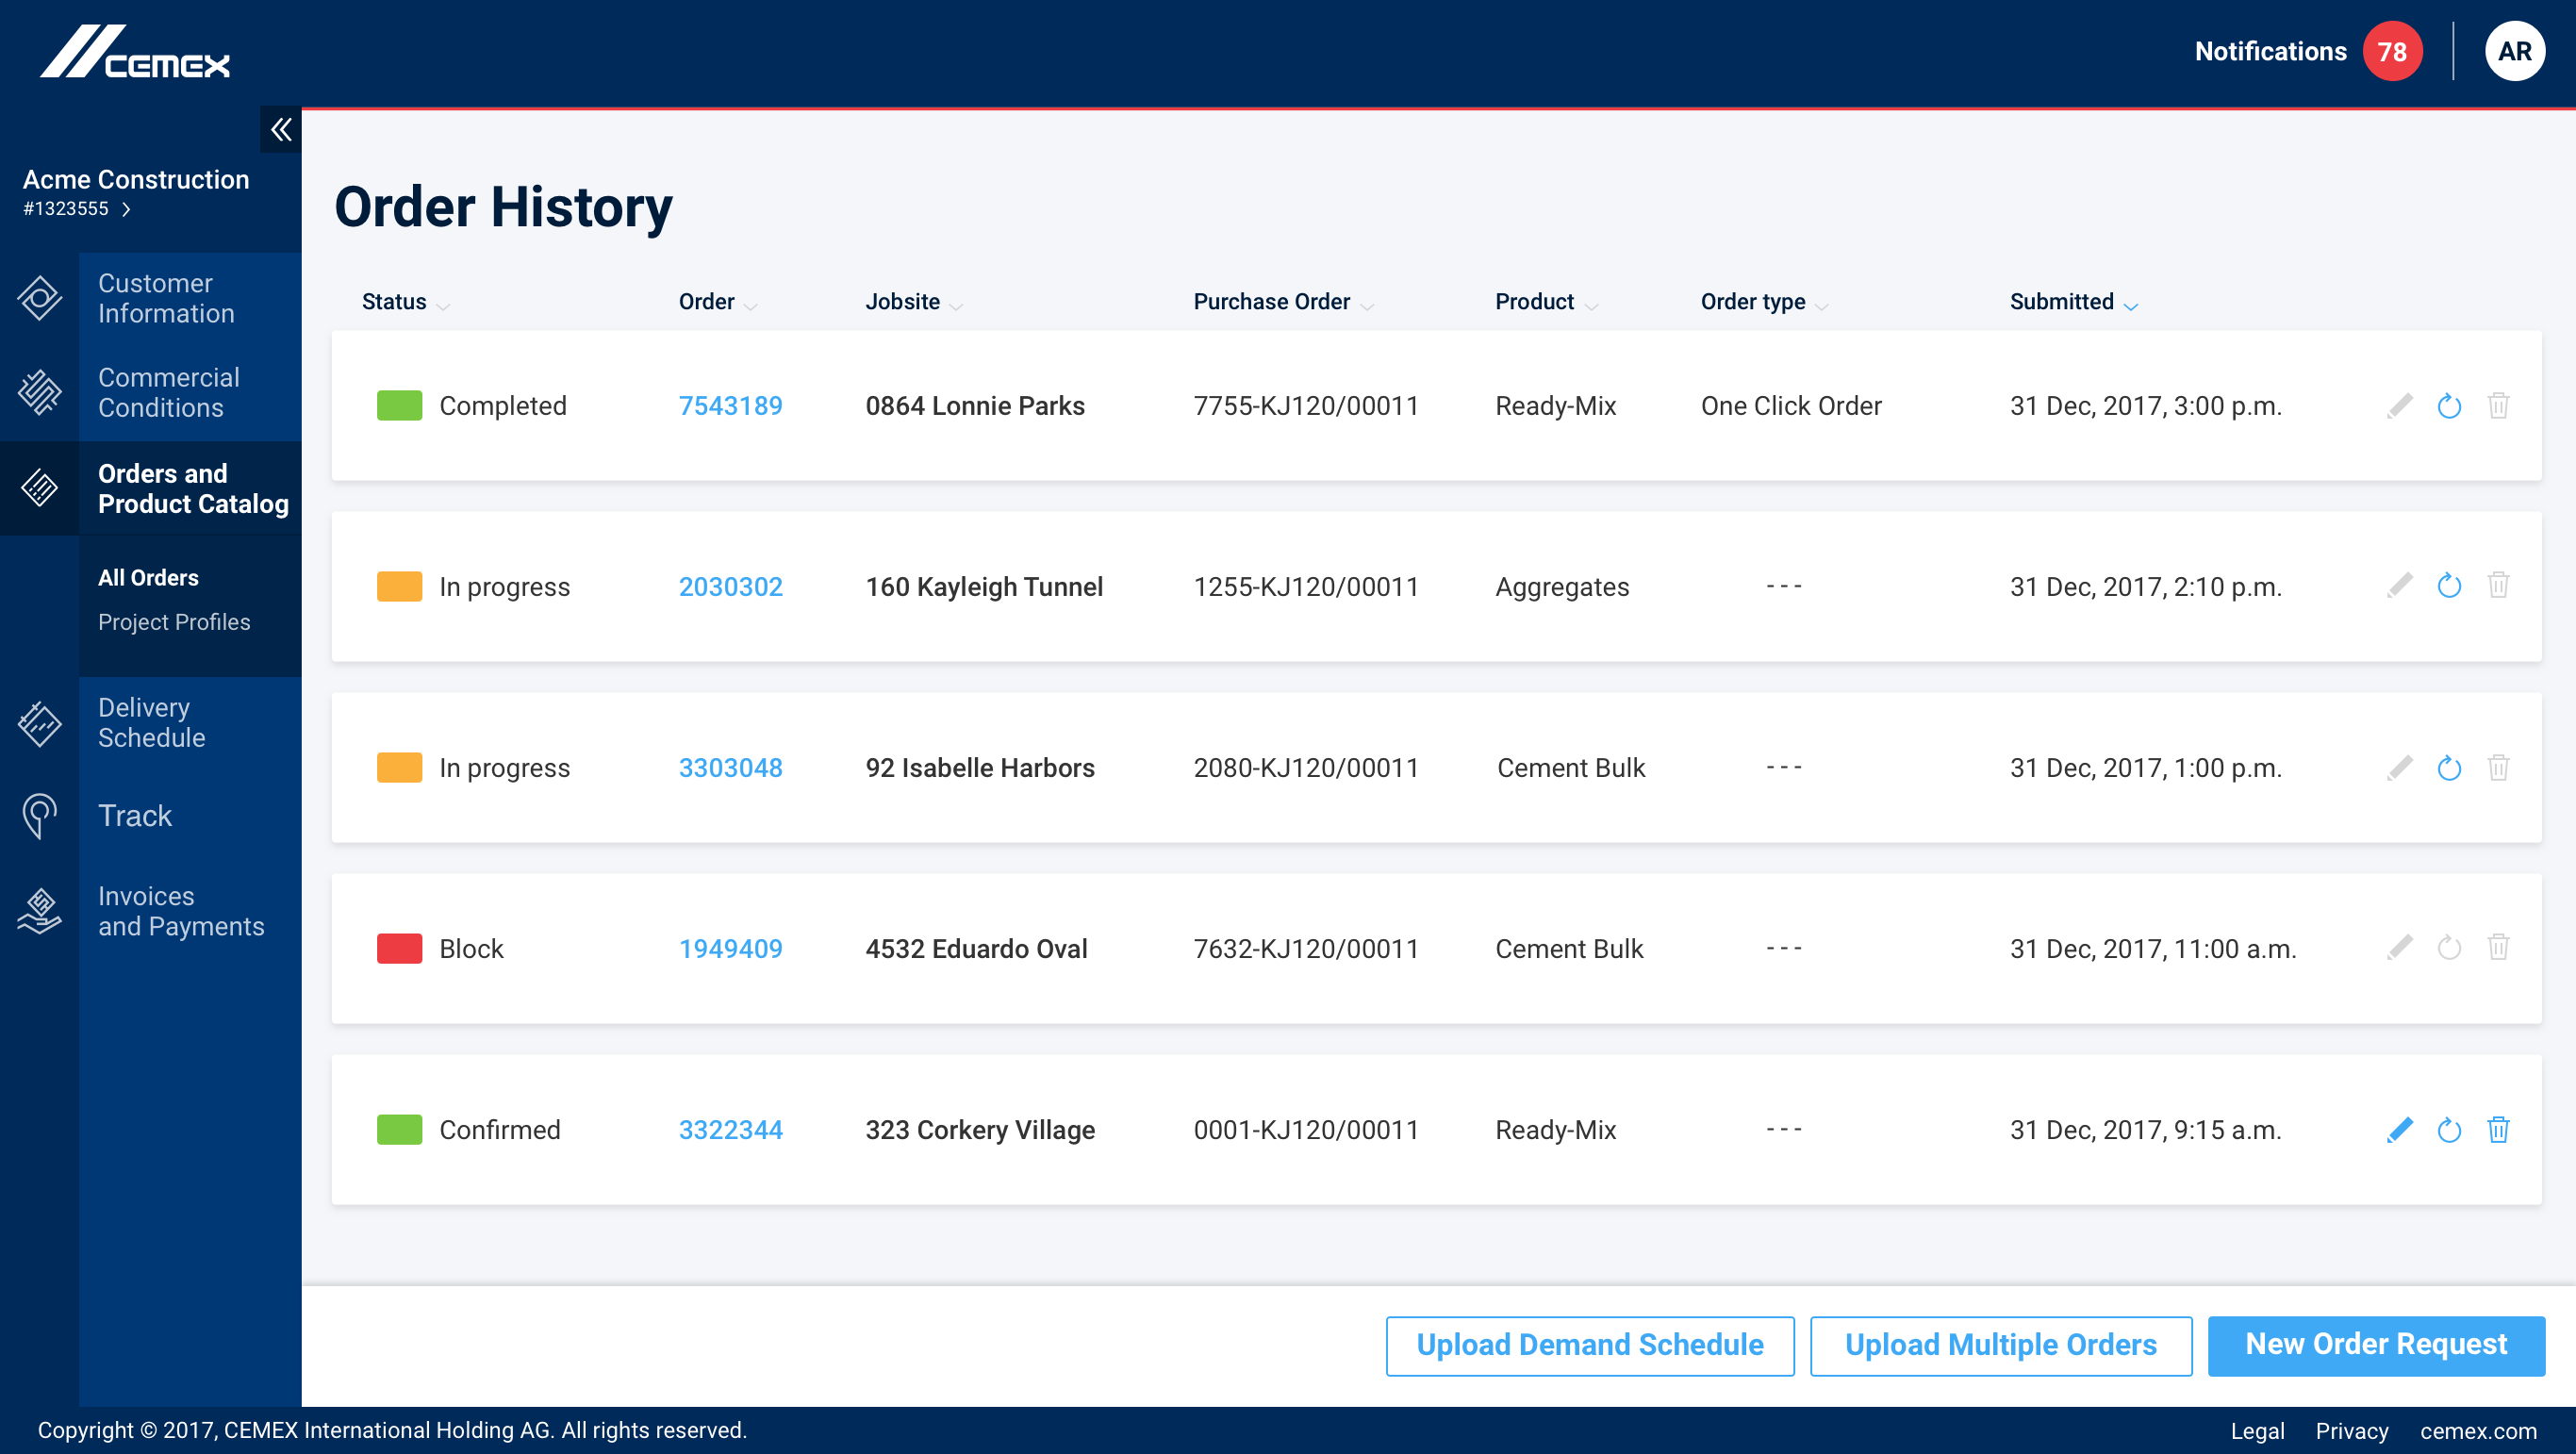 CEMEX
Notifications 78 AR
Acme Construction
#1323555
Customer
Information
Commercial
Conditions
Orders and
Product Catalog
All Orders
Project Profiles
Delivery
Schedule
Track
Invoices
and Payments
Order History
Status Order Jobsite Purchase Order Product Order type Submitted
Completed 7543189 0864 Lonnie Parks 7755-KJ120/00011 Ready-Mix One Click Order 31 Dec, 2017, 3:00 p.m.
In progress 2030302 160 Kayleigh Tunnel 1255-KJ120/00011 Aggregates --- 31 Dec, 2017, 2:10 p.m.
In progress 3303048 92 Isabelle Harbors 2080-KJ120/00011 Cement Bulk --- 31 Dec, 2017, 1:00 p.m.
Block 1949409 4532 Eduardo Oval 7632-KJ120/00011 Cement Bulk --- 31 Dec, 2017, 11:00 a.m.
Confirmed 3322344 323 Corkery Village 0001-KJ120/00011 Ready-Mix --- 31 Dec, 2017, 9:15 a.m.
Upload Demand Schedule Upload Multiple Orders New Order Request
Copyright © 2017, CEMEX International Holding AG. All rights reserved. Legal Privacy cemex.com